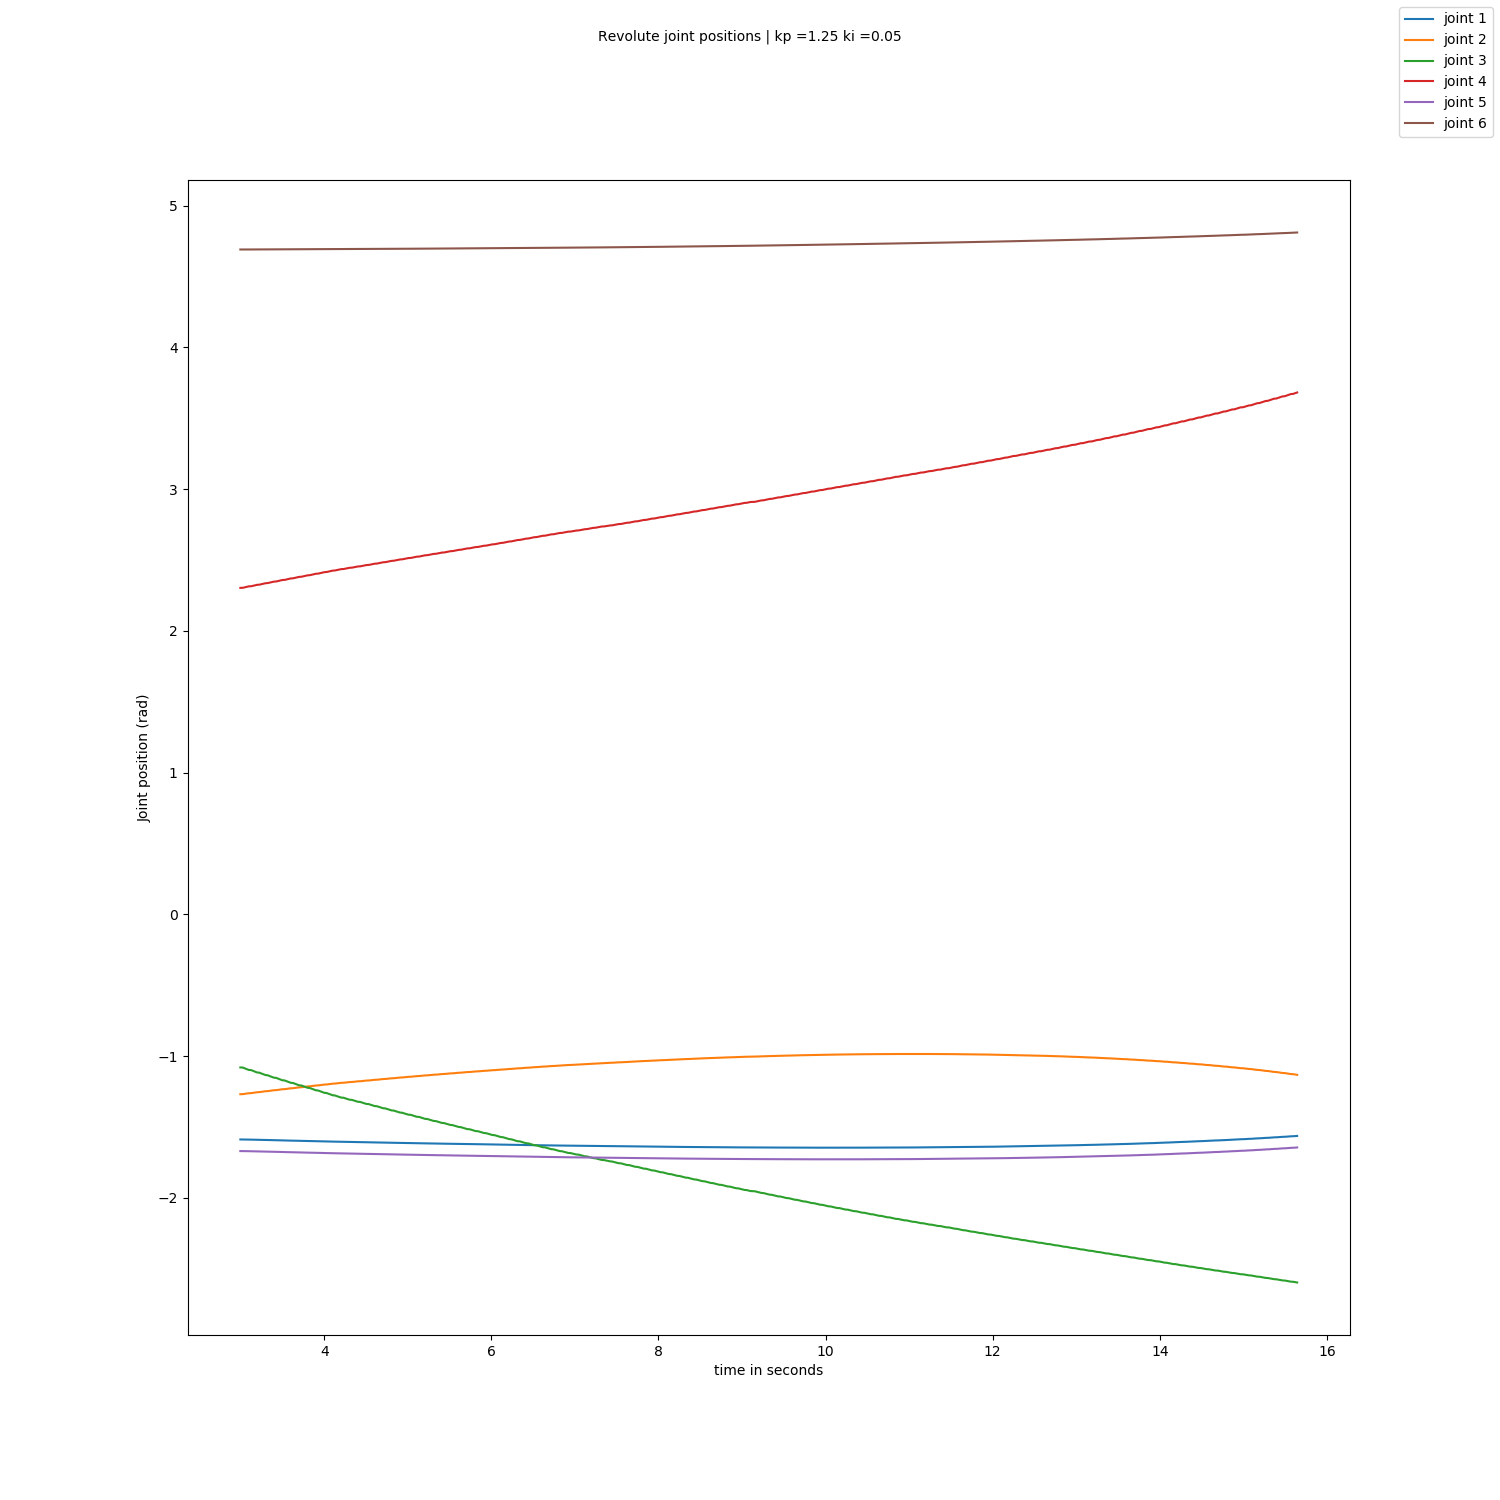 Revolute joint positions | kp =1.25 ki =0.05
joint 1
joint 2
joint 3
joint 4
joint 5
joint 6
5
4
3
2
1
0
−1
−2
Joint position (rad)
4
6
8
10
12
14
16
time in seconds